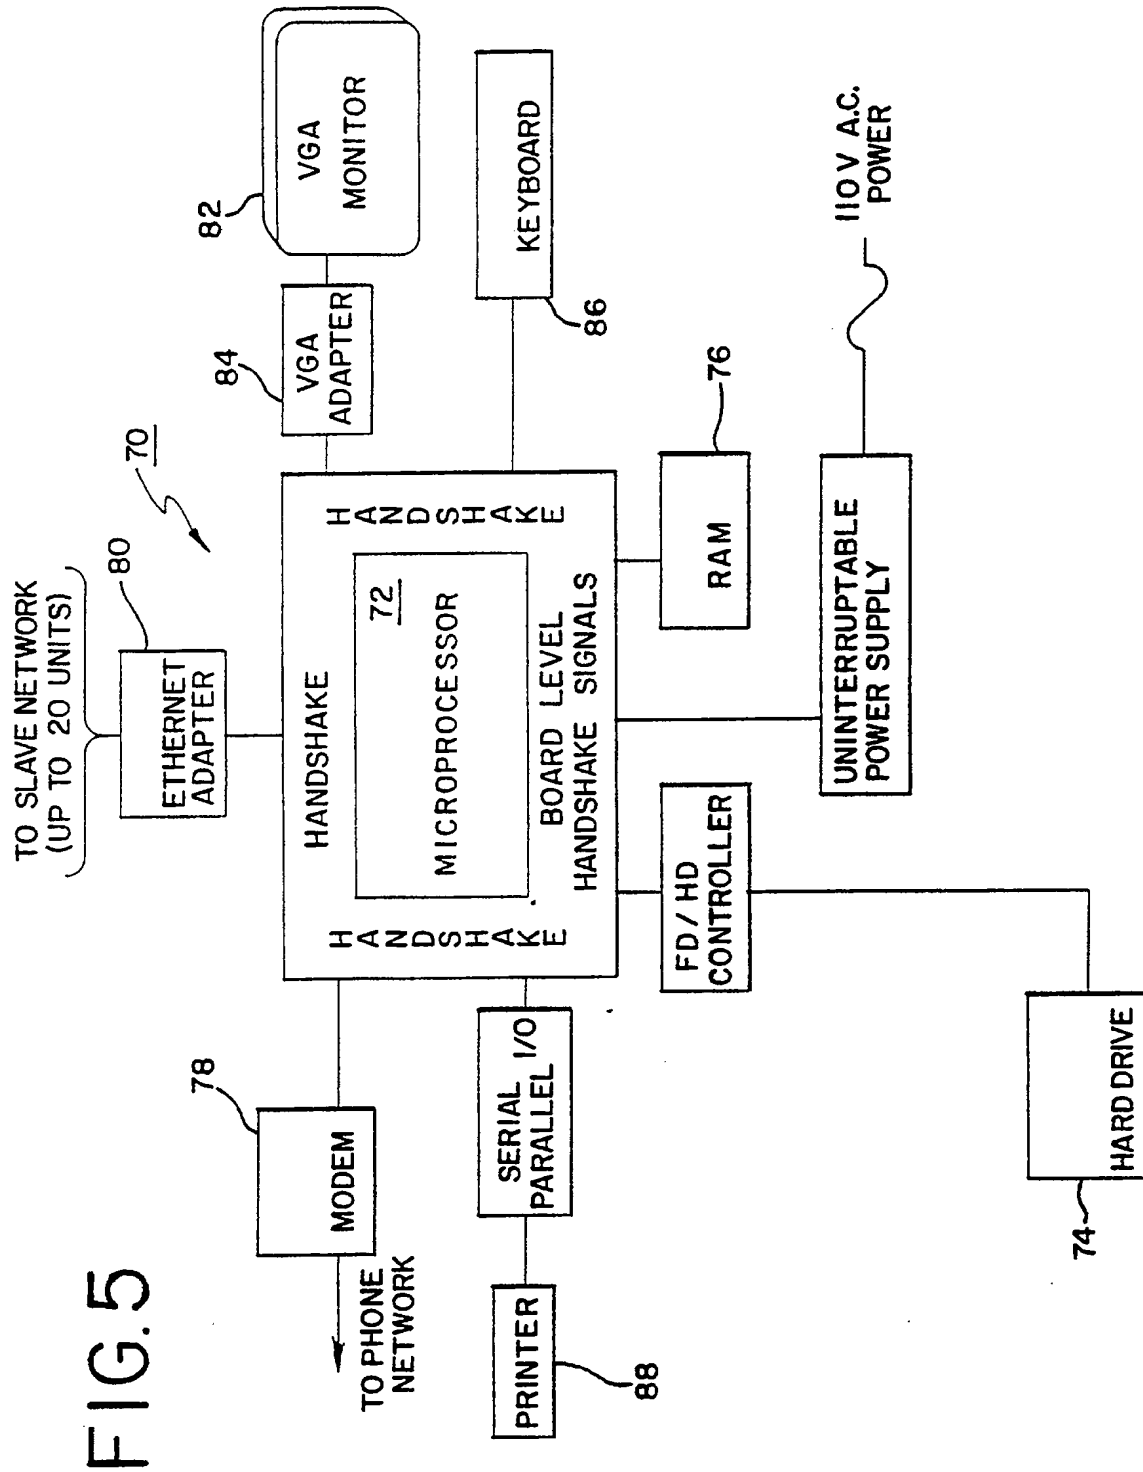 FIG. 5
TO SLAVE NETWORK
(UP TO 20 UNITS)
80
70
ETHERNET
ADAPTER
78
MODEM
TO PHONE
NETWORK
HANDSHAKE
HANDSHAKE
HANDSHAKE
72
MICROPROCESSOR
BOARD LEVEL
HANDSHAKE SIGNALS
84
VGA
ADAPTER
82
VGA
MONITOR
KEYBOARD
86
SERIAL I/O
PARALLEL
PRINTER
88
FD/HD
CONTROLLER
RAM
76
UNINTERRUPTABLE
POWER SUPPLY
110V A.C.
POWER
HARD DRIVE
74